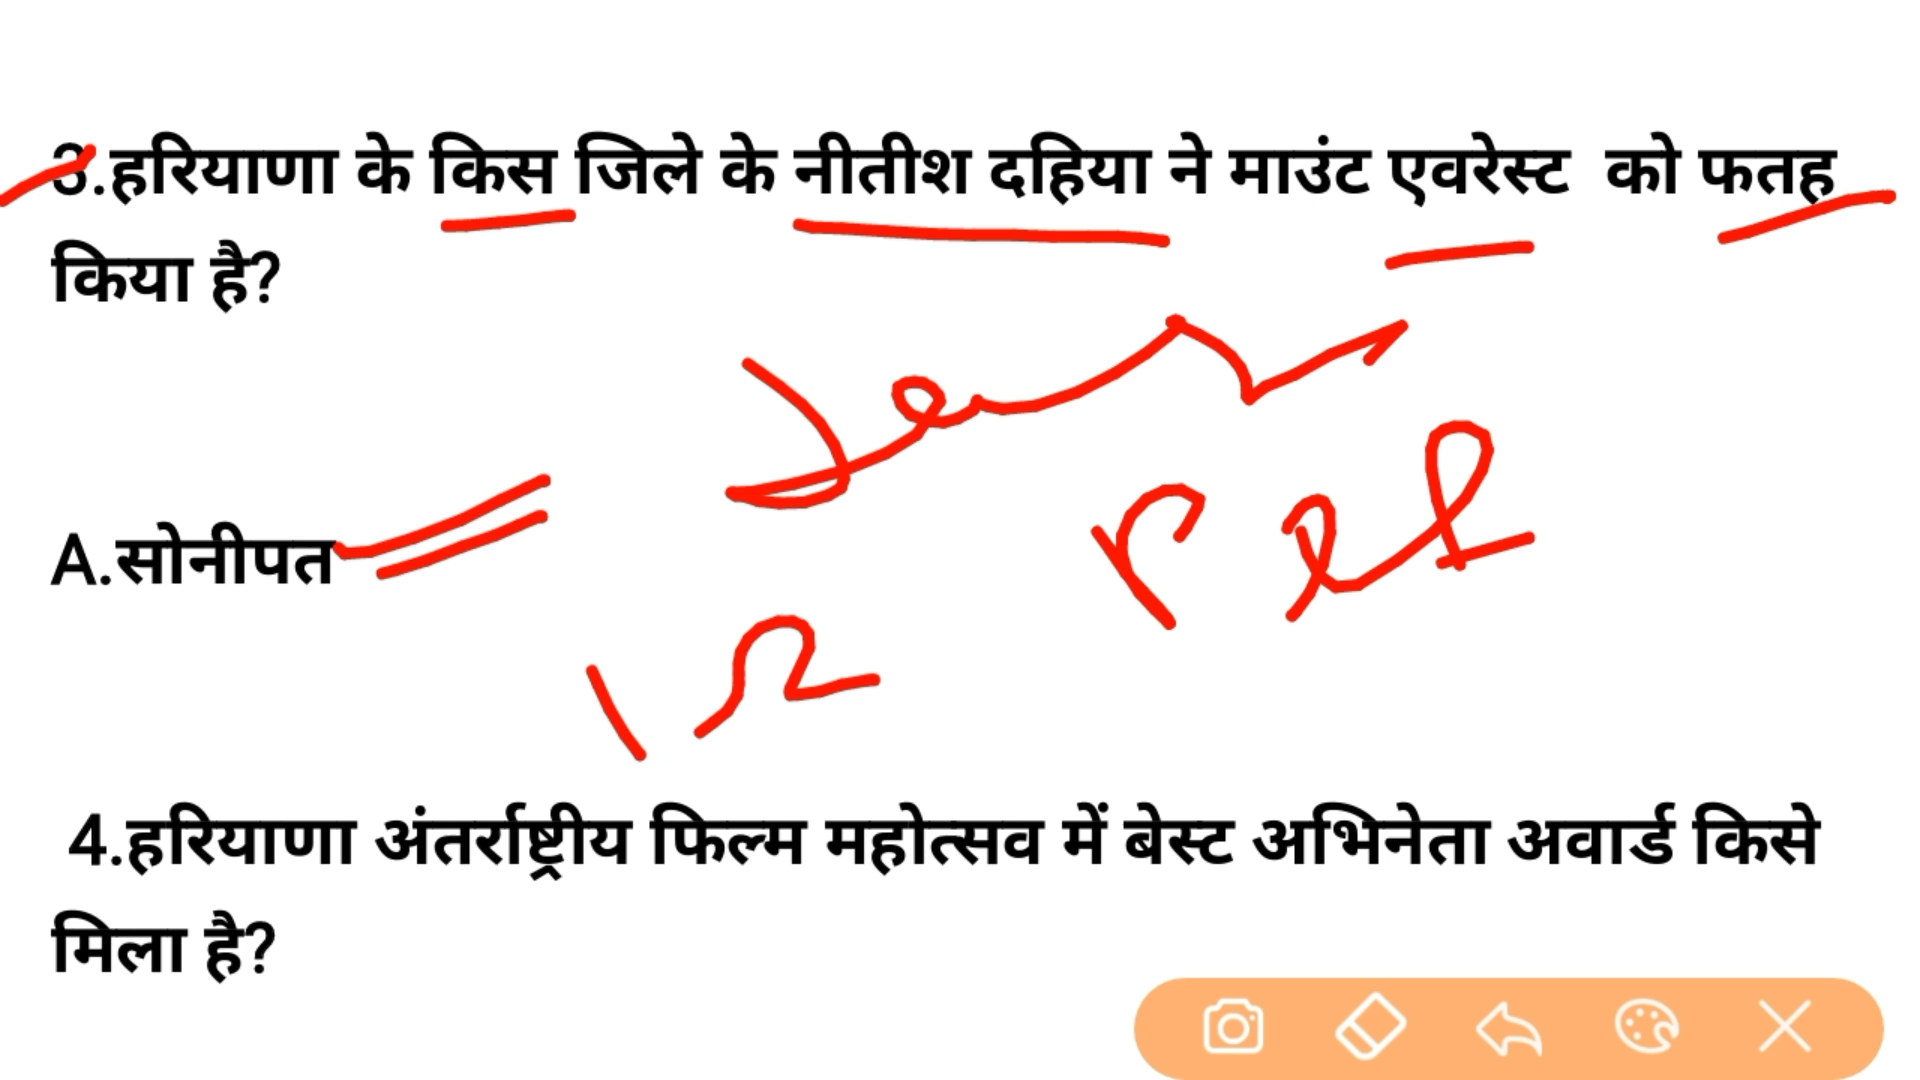 3.हरियाणा के किस जिले के नीतीश दहिया ने माउंट एवरेस्ट को फतह
किया है?
A.सोनीपत
4.हरियाणा अंतर्राष्ट्रीय फिल्म महोत्सव में बेस्ट अभिनेता अवार्ड किसे
मिला है?